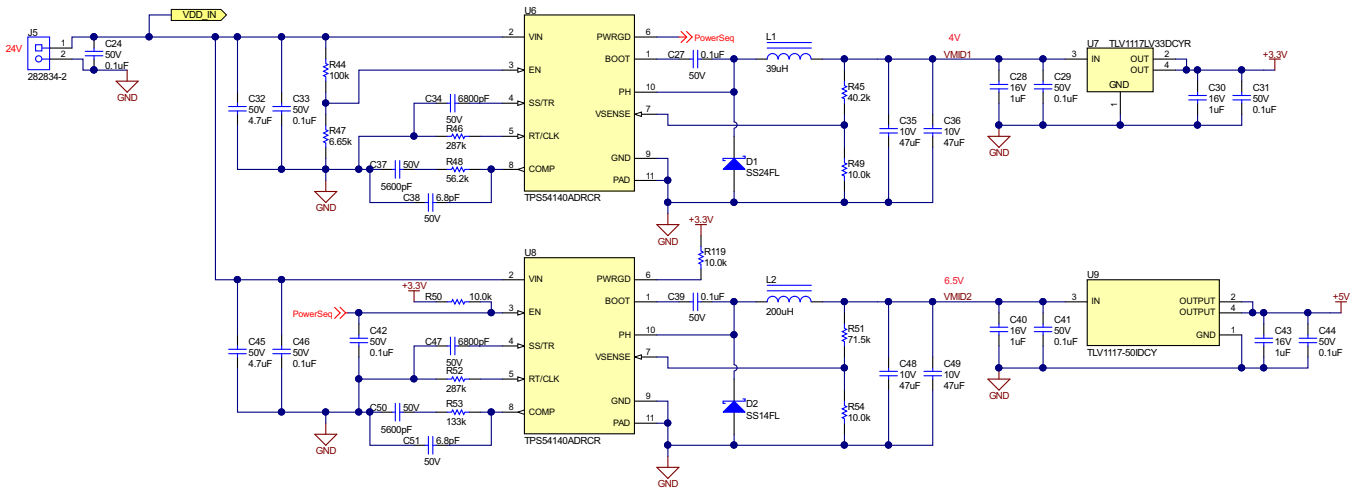 VDD_IN
J5
24V
1
2
282834-2
C24
50V
0.1uF
GND
C32
50V
4.7uF
C33
50V
0.1uF
R44
100k
R47
6.65k
GND
C34
6800pF
50V
R46
287k
C37
50V
5600pF
R48
56.2k
C38
6.8pF
50V
U6
2
VIN
3
EN
4
SS/TR
5
RT/CLK
8
COMP
PWRGD
6
BOOT
1
PH
10
VSENSE
7
GND
9
PAD
11
TPS54140ADRCR
PowerSeq
C27
0.1uF
50V
L1
39uH
D1
SS24FL
GND
R45
40.2k
R49
10.0k
C35
10V
47uF
C36
10V
47uF
4V
VMID1
C28
16V
1uF
C29
50V
0.1uF
GND
U7
TLV1117LV33DCYR
3
IN
OUT
2
OUT
4
GND
1
+3.3V
C30
16V
1uF
C31
50V
0.1uF
C45
50V
4.7uF
C46
50V
0.1uF
GND
+3.3V
R50
10.0k
PowerSeq
C42
50V
0.1uF
C47
6800pF
50V
R52
287k
C50
50V
5600pF
R53
133k
C51
6.8pF
50V
U8
2
VIN
3
EN
4
SS/TR
5
RT/CLK
8
COMP
PWRGD
6
BOOT
1
PH
10
VSENSE
7
GND
9
PAD
11
TPS54140ADRCR
+3.3V
R119
10.0k
C39
0.1uF
50V
L2
200uH
D2
SS14FL
GND
R51
71.5k
R54
10.0k
C48
10V
47uF
C49
10V
47uF
6.5V
VMID2
C40
16V
1uF
C41
50V
0.1uF
GND
U9
3
IN
OUTPUT
2
OUTPUT
4
GND
1
TLV1117-50IDCY
+5V
C43
16V
1uF
C44
50V
0.1uF